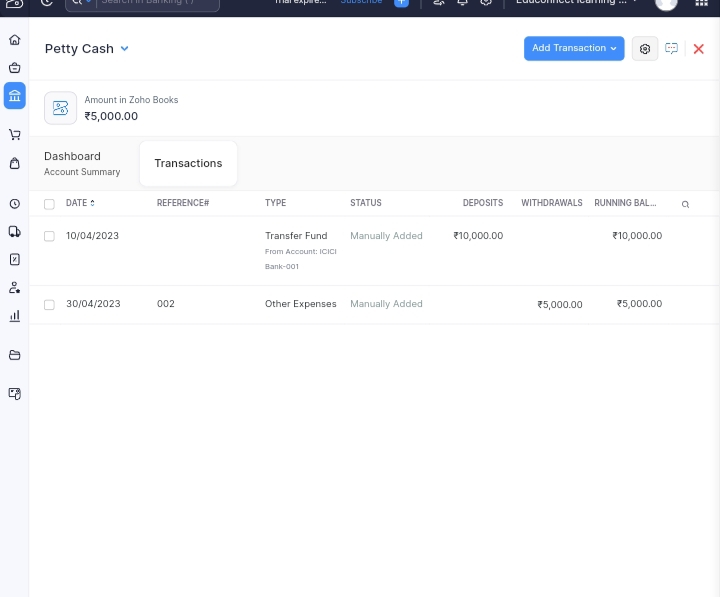 Search in Banking ( / )
Trial expire...
Subscribe
Educonnect learning ...
Petty Cash
Add Transaction
Amount in Zoho Books
₹5,000.00
Dashboard
Account Summary
Transactions
DATE REFERENCE# TYPE STATUS DEPOSITS WITHDRAWALS RUNNING BAL...
10/04/2023 Transfer Fund Manually Added ₹10,000.00 ₹10,000.00
From Account: ICICI
Bank-001
30/04/2023 002 Other Expenses Manually Added ₹5,000.00 ₹5,000.00